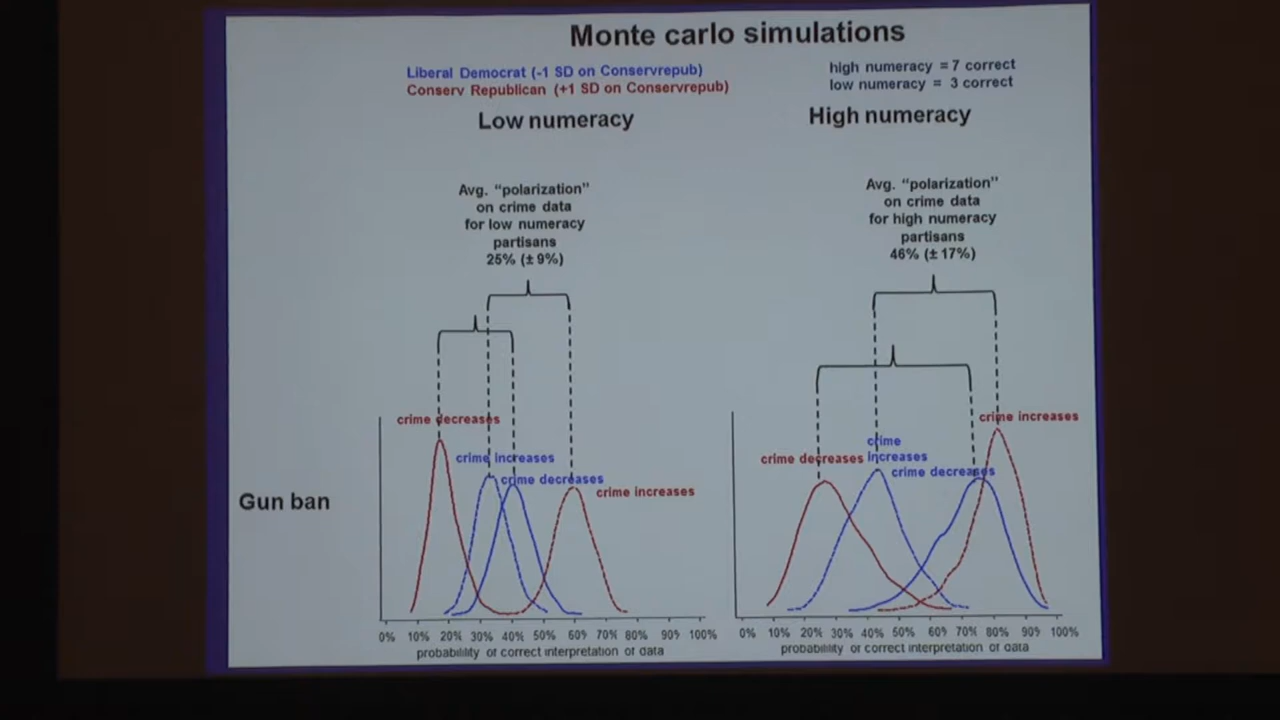 Monte carlo simulations
Liberal Democrat (-1 SD on Conservrepub)
Conserv Republican (+1 SD on Conservrepub)
high numeracy = 7 correct
low numeracy = 3 correct
Low numeracy
High numeracy
Avg. “polarization”
on crime data
for low numeracy
partisans
25% (± 9%)
Avg. “polarization”
on crime data
for high numeracy
partisans
46% (± 17%)
crime decreases
crime increases
crime decreases
crime increases
crime decreases
crime
increases
crime decreases
crime increases
Gun ban
0% 10% 20% 30% 40% 50% 60% 70% 80% 90% 100%
probabilility of correct interpretation of data
0% 10% 20% 30% 40% 50% 60% 70% 80% 90% 100%
probabilility of correct interpretation of data